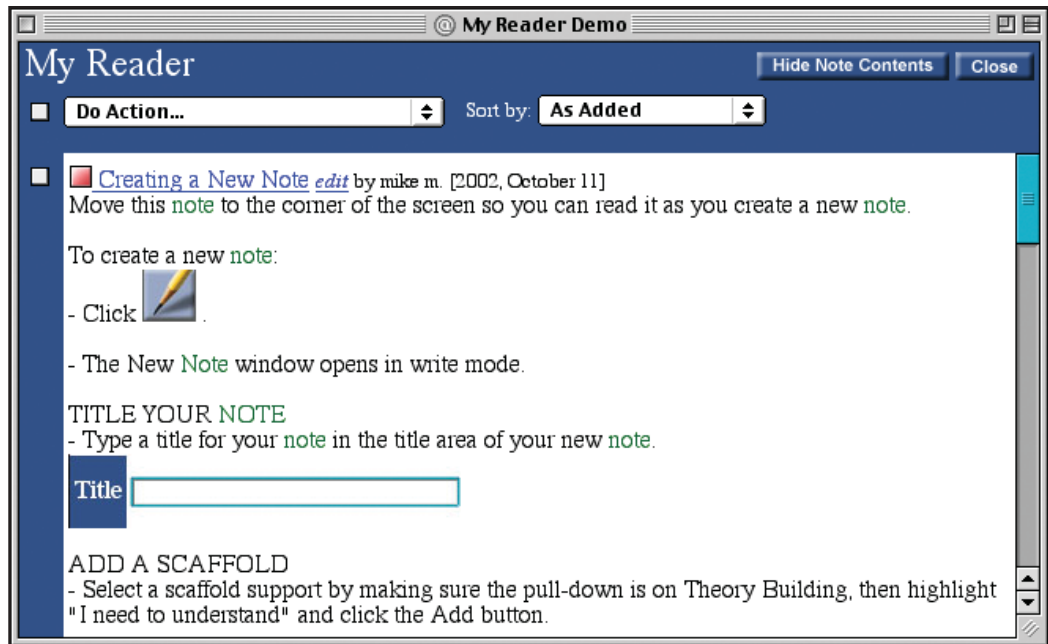 My Reader Demo
My Reader
Hide Note Contents
Close
Do Action...
Sort by:
As Added
Creating a New Note edit by mike m. [2002, October 11]
Move this note to the corner of the screen so you can read it as you create a new note.
To create a new note:
- Click .
- The New Note window opens in write mode.
TITLE YOUR NOTE
- Type a title for your note in the title area of your new note.
Title
ADD A SCAFFOLD
- Select a scaffold support by making sure the pull-down is on Theory Building, then highlight
"I need to understand" and click the Add button.